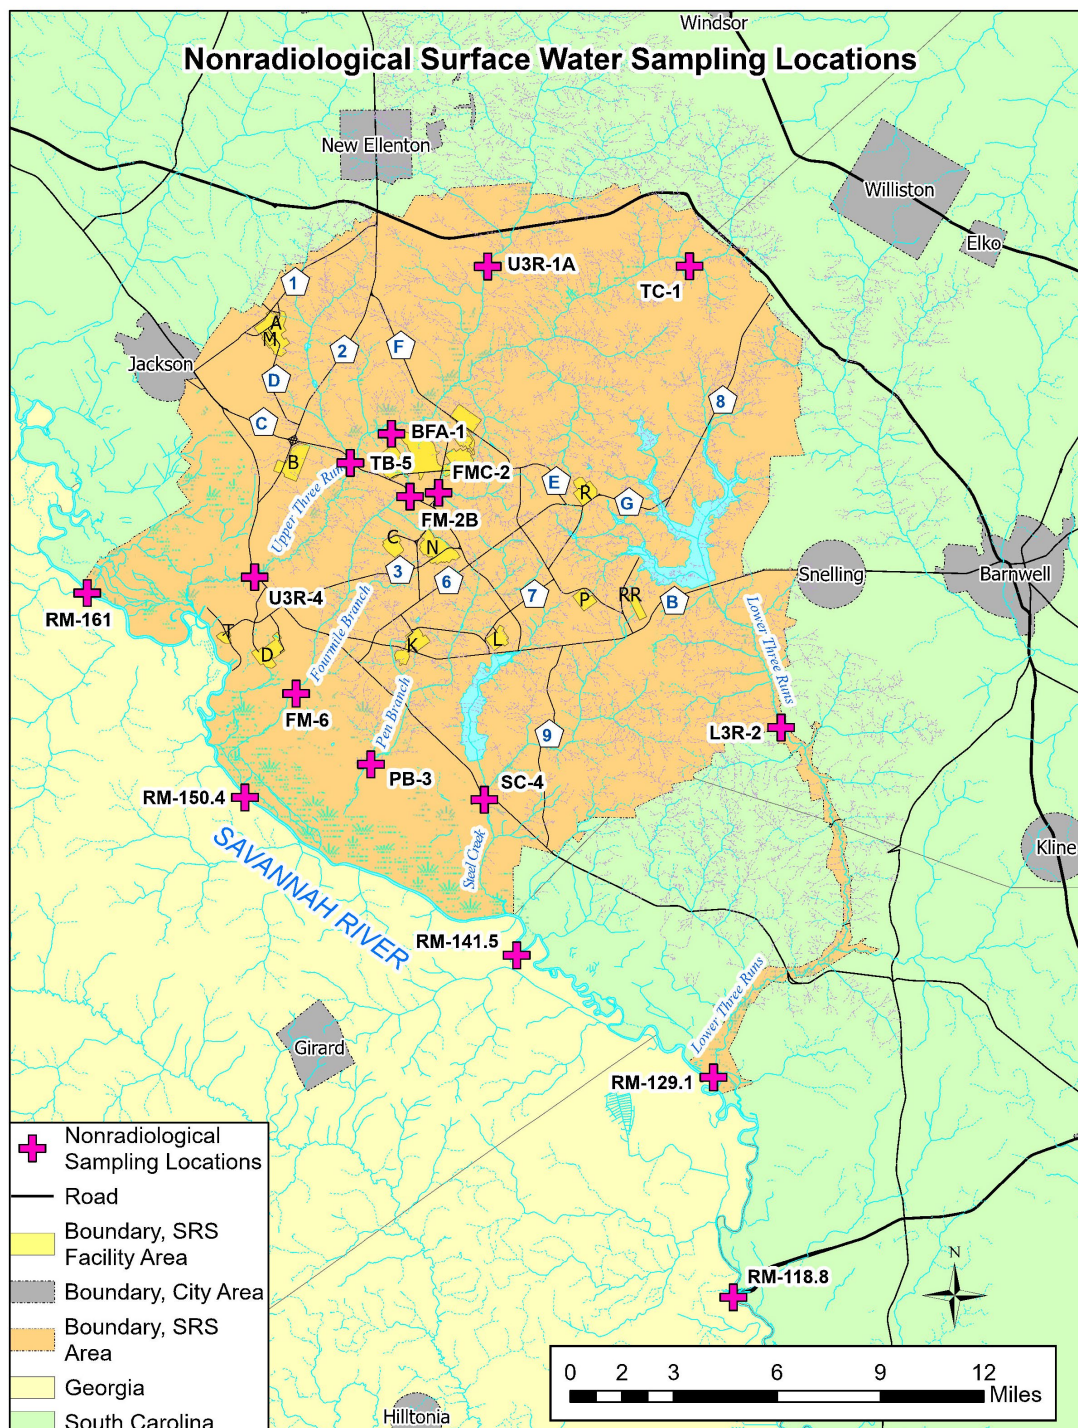 Windsor
Nonradiological Surface Water Sampling Locations
New Ellenton
Williston
Elko
U3R-1A
TC-1
1
A
M
2
F
Jackson
D
8
C
BFA-1
B
TB-5
FMC-2
E
R
G
Upper Three Runs
FM-2B
C
N
3
6
7
P
RR
B
Snelling
Barnwell
U3R-4
RM-161
Fourmile Branch
Lower Three Runs
T
D
K
L
FM-6
Pen Branch
9
L3R-2
PB-3
SC-4
RM-150.4
SAVANNAH RIVER
Steel Creek
Kline
RM-141.5
Lower Three Runs
Girard
RM-129.1
Nonradiological
Sampling Locations
Road
Boundary, SRS
Facility Area
Boundary, City Area
Boundary, SRS
Area
Georgia
South Carolina
N
RM-118.8
0 2 3 6 9 12
Miles
Hilltonia